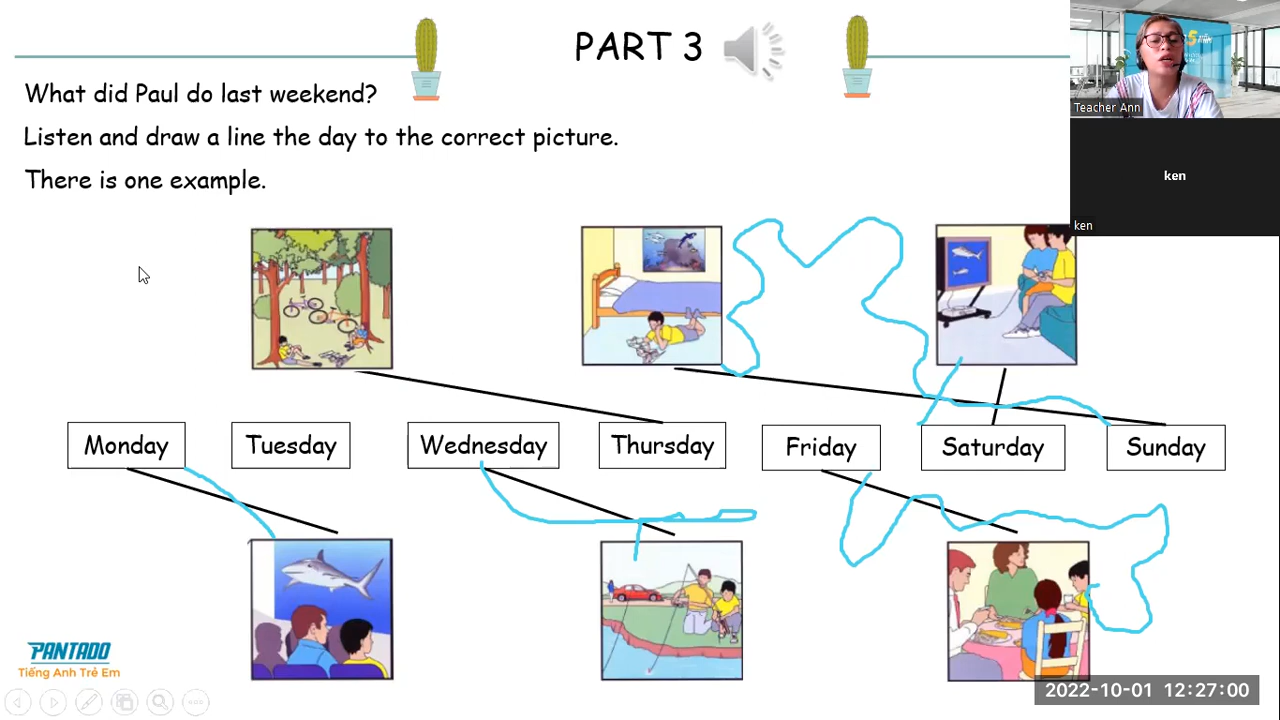 PART 3
What did Paul do last weekend?
Listen and draw a line the day to the correct picture.
There is one example.
Teacher Ann
ken
ken
Monday
Tuesday
Wednesday
Thursday
Friday
Saturday
Sunday
PANTADO
Tiếng Anh Trẻ Em
2022-10-01 12:27:00